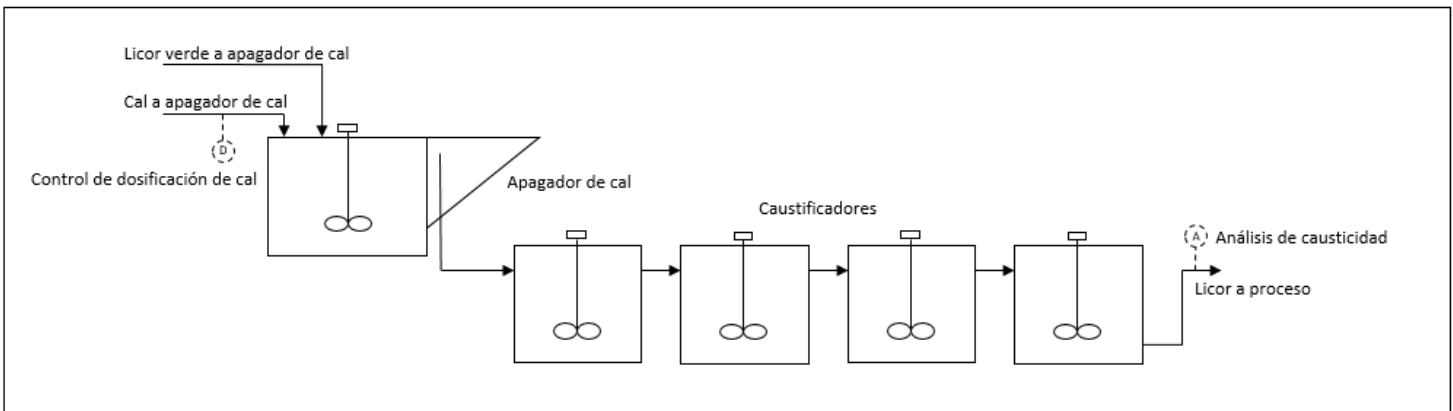 Licor verde a apagador de cal
Cal a apagador de cal
D
Control de dosificación de cal
Apagador de cal
Caustificadores
A
Análisis de causticidad
Licor a proceso